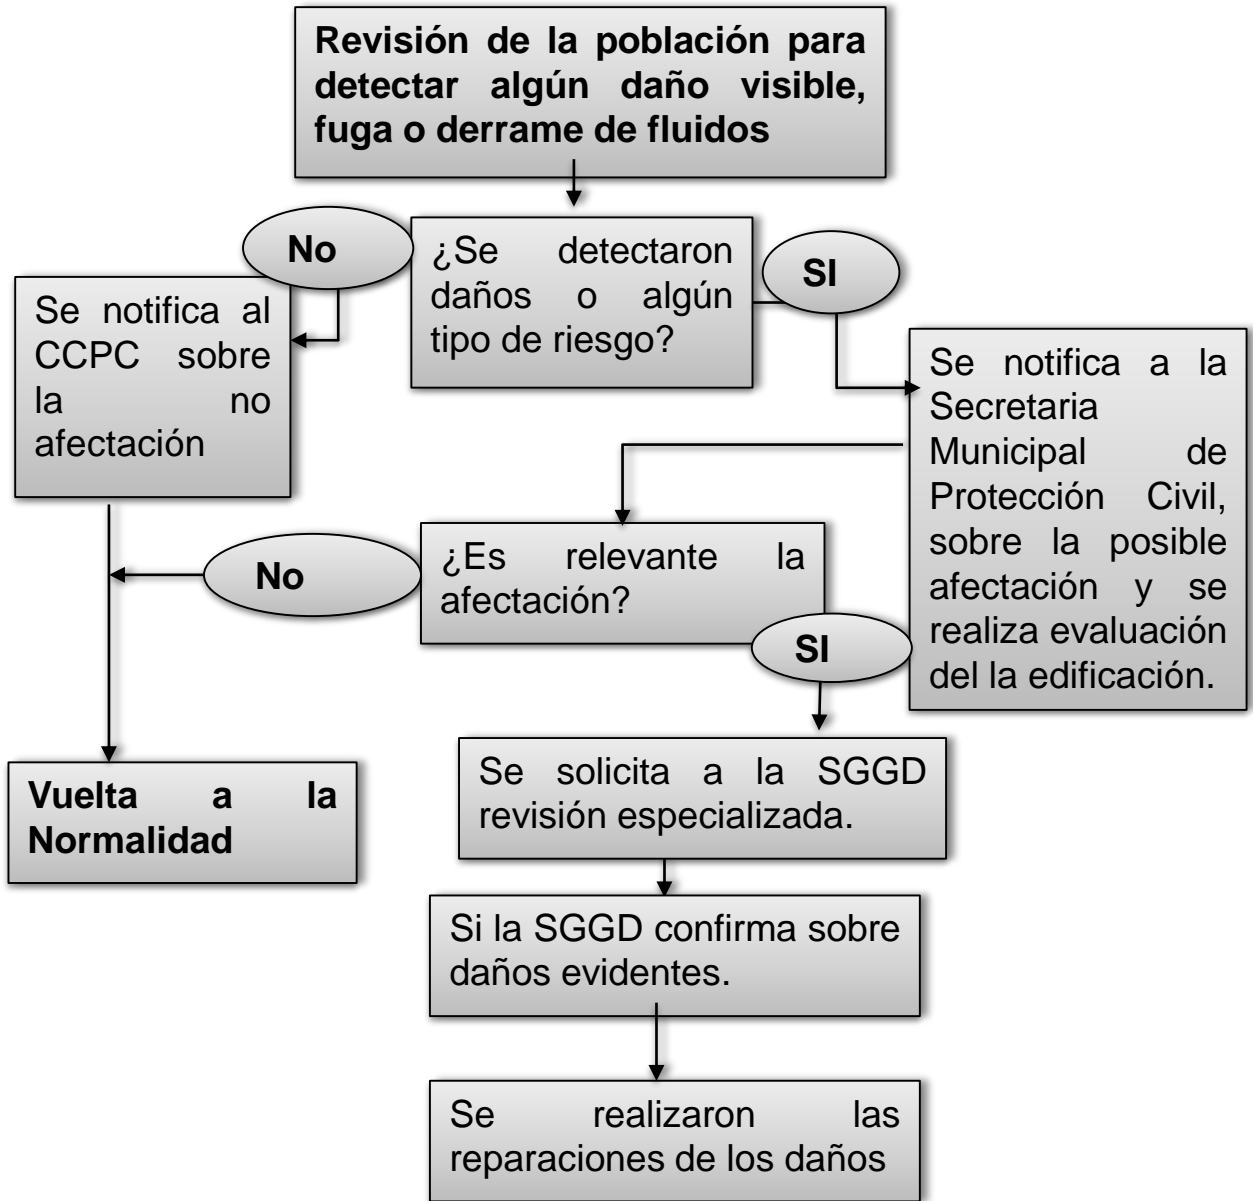 Revisión de la población para
detectar algún daño visible,
fuga o derrame de fluidos
No
¿Se detectaron
daños o algún
tipo de riesgo?
SI
Se notifica al
CCPC sobre
la no
afectación
Se notifica a la
Secretaria
Municipal de
Protección Civil,
sobre la posible
afectación y se
realiza evaluación
del la edificación.
No
¿Es relevante la
afectación?
SI
Vuelta a la
Normalidad
Se solicita a la SGGD
revisión especializada.
Si la SGGD confirma sobre
daños evidentes.
Se realizaron las
reparaciones de los daños